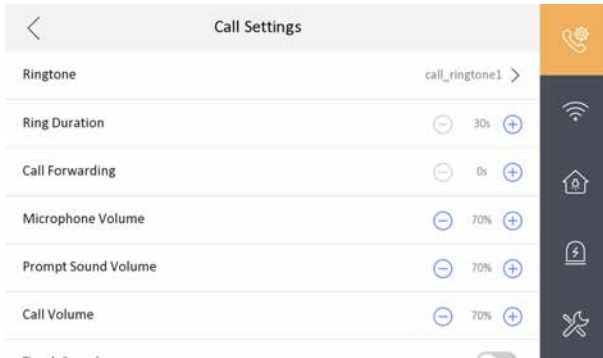 Call Settings
Ringtone call_ringtone1
Ring Duration 30s
Call Forwarding 0s
Microphone Volume 70%
Prompt Sound Volume 70%
Call Volume 70%